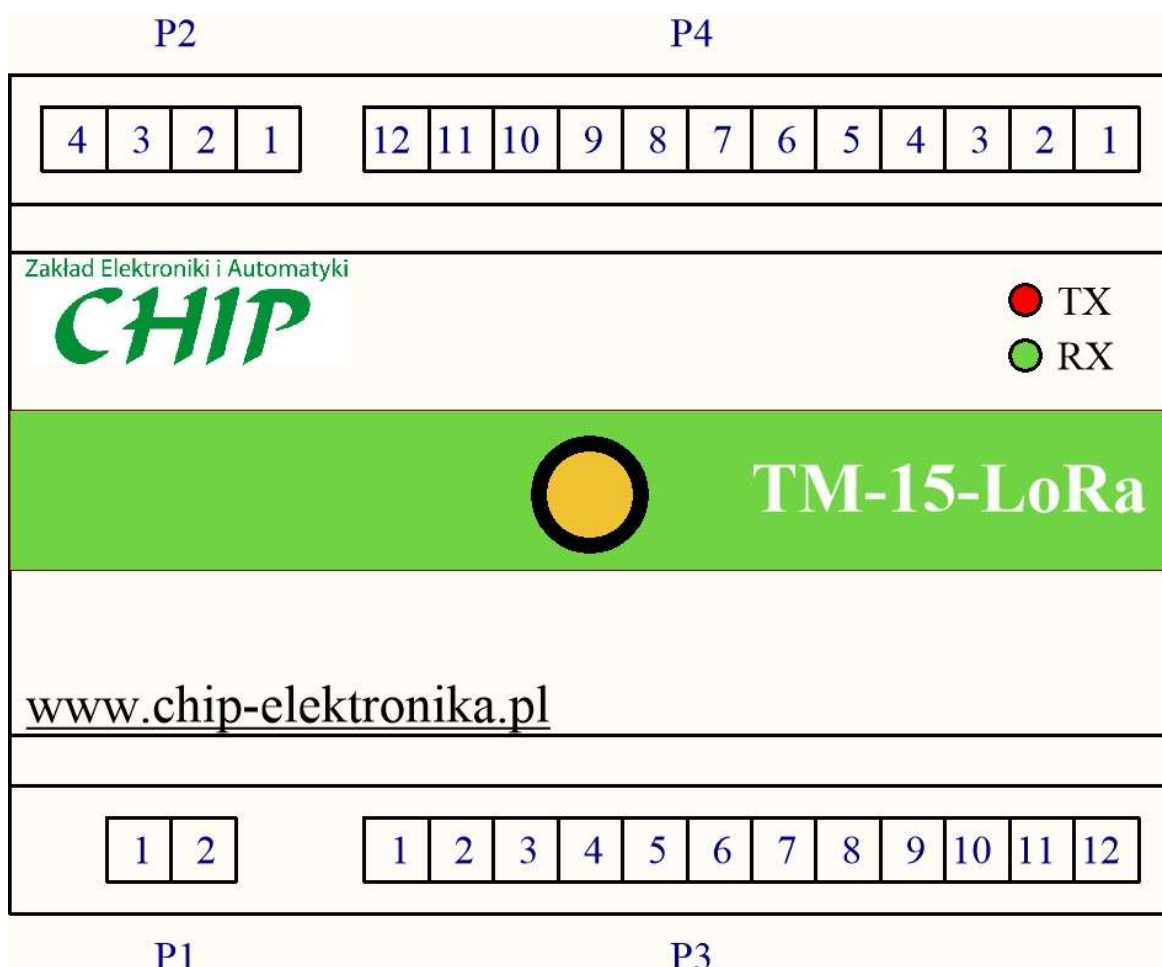 P2 P4
4 3 2 1 12 11 10 9 8 7 6 5 4 3 2 1
Zakład Elektroniki i Automatyki
CHIP
TX
RX
TM-15-LoRa
www.chip-elektronika.pl
1 2 1 2 3 4 5 6 7 8 9 10 11 12
P1 P3